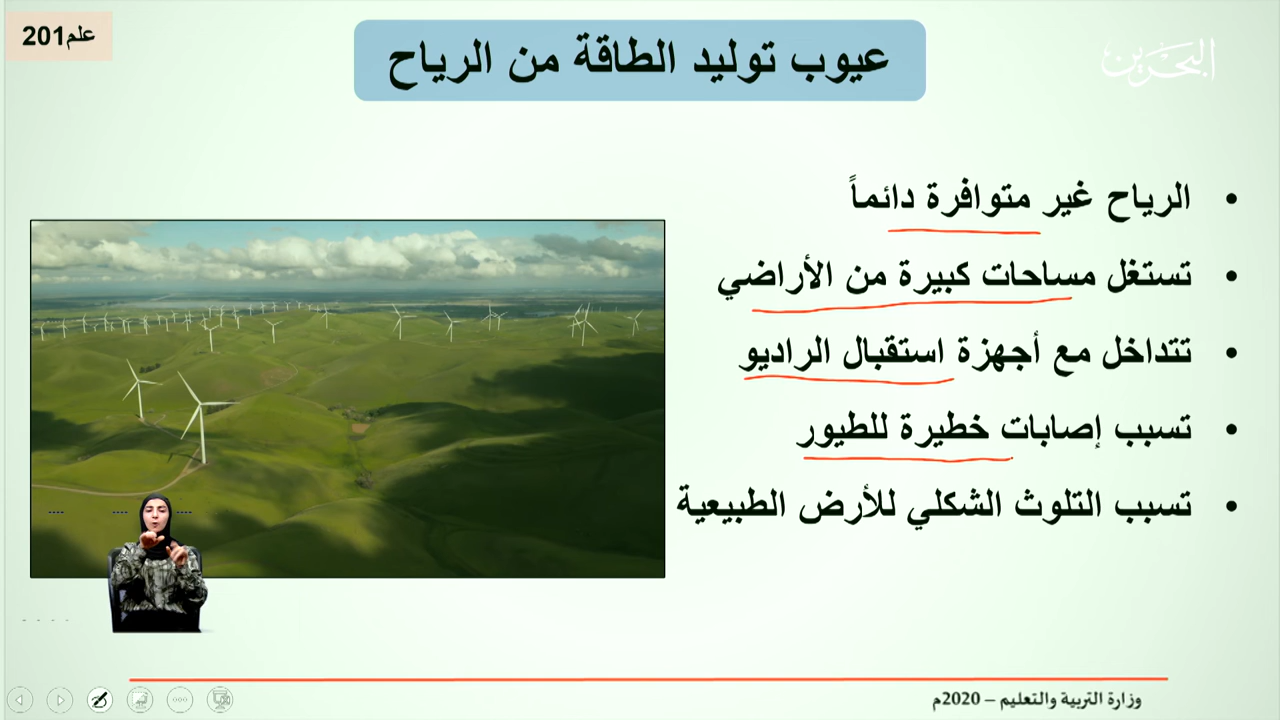 علم201
البحرين
عيوب توليد الطاقة من الرياح
• الرياح غير متوافرة دائماً
• تستغل مساحات كبيرة من الأراضي
• تتداخل مع أجهزة استقبال الراديو
• تسبب إصابات خطيرة للطيور
• تسبب التلوث الشكلي للأرض الطبيعية
وزارة التربية والتعليم – 2020م